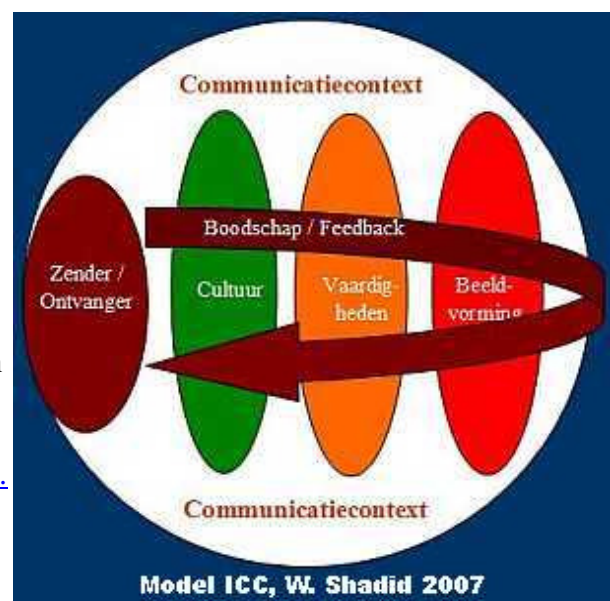 Communicatiecontext
Boodschap / Feedback
Zender /
Ontvanger
Cultuur
Vaardig-
heden
Beeld-
vorming
Communicatiecontext
Model ICC, W. Shadid 2007